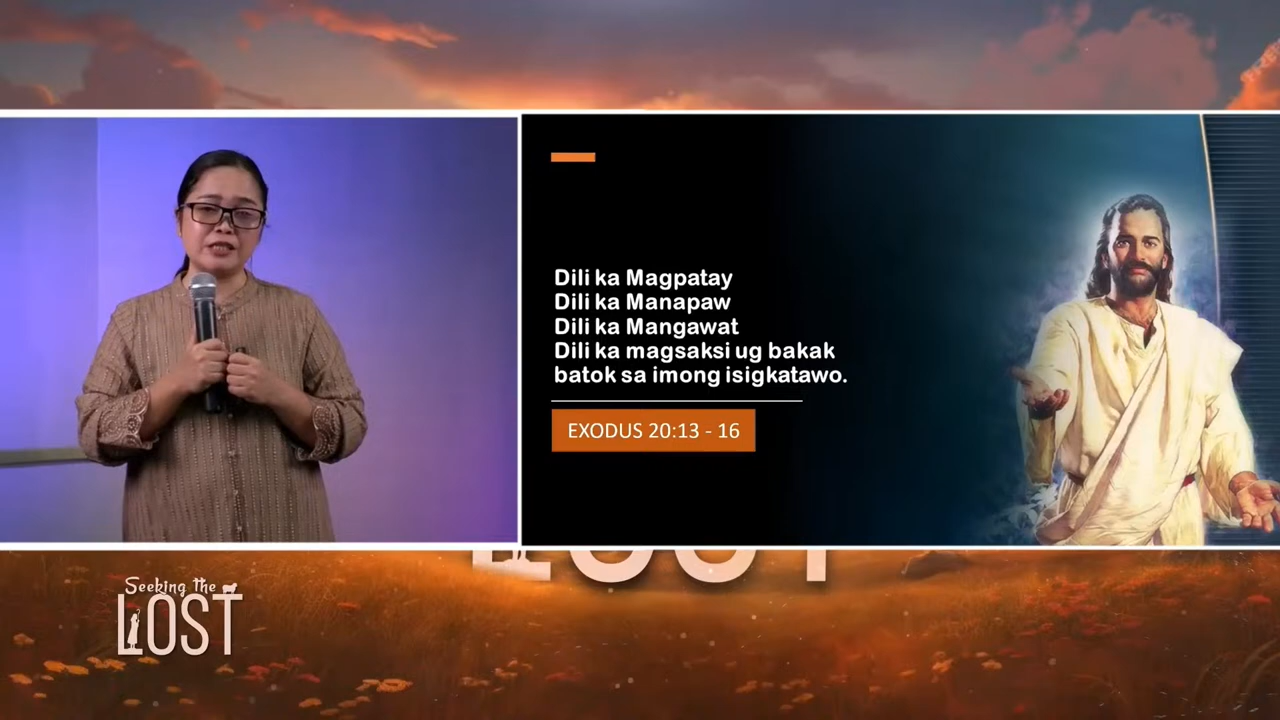 Dili ka Magpatay
Dili ka Manapaw
Dili ka Mangawat
Dili ka magsaksi ug bakak
batok sa imong isigkatawo.
EXODUS 20:13 - 16
LOST
Seeking the
LOST